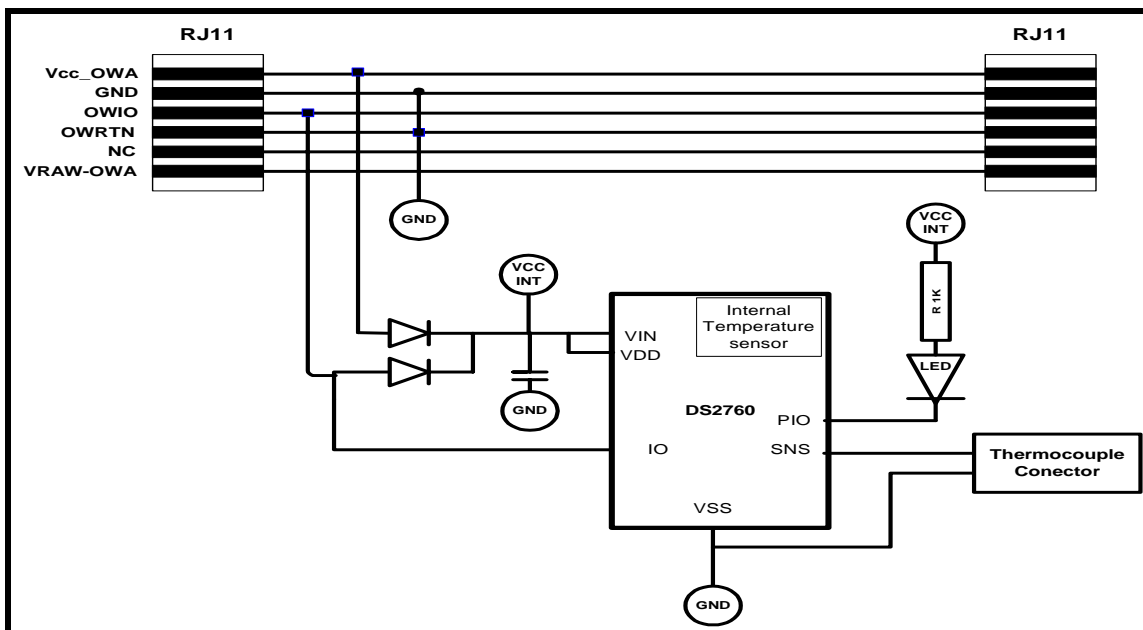 RJ11
RJ11
Vcc_OWA
GND
OWIO
OWRTN
NC
VRAW-OWA
GND
VCC
INT
VCC
INT
R 1K
LED
Internal
Temperature
sensor
VIN
VDD
GND
DS2760
PIO
IO
SNS
Thermocouple
Conector
VSS
GND